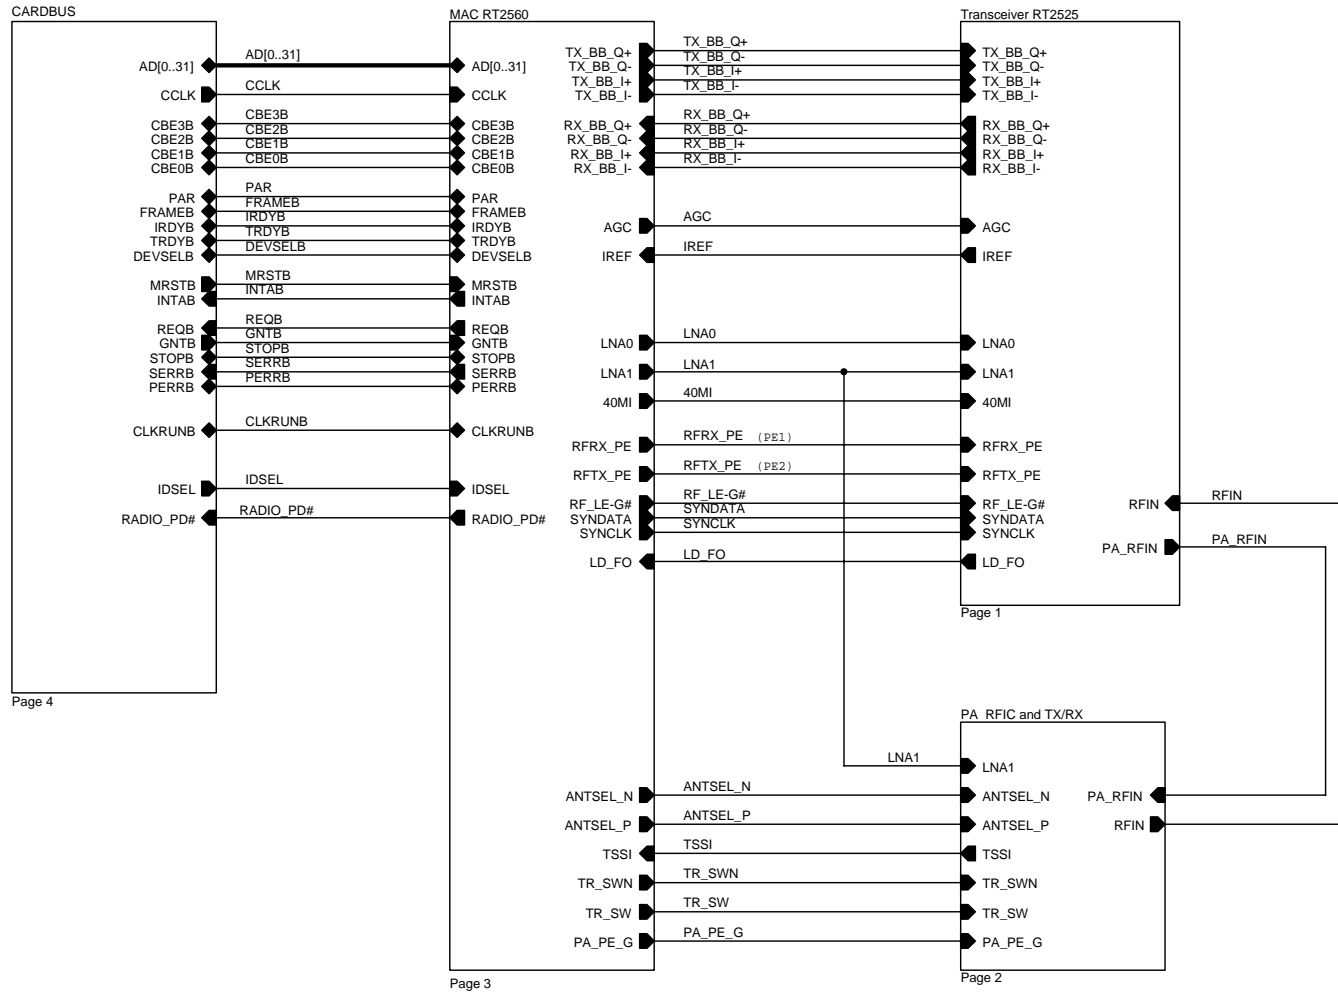 CARDBUS
AD[0..31]
CCLK
CBE3B
CBE2B
CBE1B
CBE0B
PAR
FRAMEB
IRDYB
TRDYB
DEVSELB
MRSTB
INTAB
REQB
GNTB
STOPB
SERRB
PERRB
CLKRUNB
IDSEL
RADIO_PD#
Page 4
AD[0..31]
CCLK
CBE3B
CBE2B
CBE1B
CBE0B
PAR
FRAMEB
IRDYB
TRDYB
DEVSELB
MRSTB
INTAB
REQB
GNTB
STOPB
SERRB
PERRB
CLKRUNB
IDSEL
RADIO_PD#
MAC RT2560
AD[0..31]
CCLK
CBE3B
CBE2B
CBE1B
CBE0B
PAR
FRAMEB
IRDYB
TRDYB
DEVSELB
MRSTB
INTAB
REQB
GNTB
STOPB
SERRB
PERRB
CLKRUNB
IDSEL
RADIO_PD#
TX_BB_Q+
TX_BB_Q-
TX_BB_I+
TX_BB_I-
RX_BB_Q+
RX_BB_Q-
RX_BB_I+
RX_BB_I-
AGC
IREF
LNA0
LNA1
40MI
RFRX_PE
RFTX_PE
RF_LE-G#
SYNDATA
SYNCLK
LD_FO
ANTSEL_N
ANTSEL_P
TSSI
TR_SWN
TR_SW
PA_PE_G
Page 3
TX_BB_Q+
TX_BB_Q-
TX_BB_I+
TX_BB_I-
RX_BB_Q+
RX_BB_Q-
RX_BB_I+
RX_BB_I-
AGC
IREF
LNA0
LNA1
40MI
RFRX_PE (PE1)
RFTX_PE (PE2)
RF_LE-G#
SYNDATA
SYNCLK
LD_FO
LNA1
ANTSEL_N
ANTSEL_P
TSSI
TR_SWN
TR_SW
PA_PE_G
Transceiver RT2525
TX_BB_Q+
TX_BB_Q-
TX_BB_I+
TX_BB_I-
RX_BB_Q+
RX_BB_Q-
RX_BB_I+
RX_BB_I-
AGC
IREF
LNA0
LNA1
40MI
RFRX_PE
RFTX_PE
RF_LE-G#
SYNDATA
SYNCLK
LD_FO
RFIN
PA_RFIN
Page 1
RFIN
PA_RFIN
PA RFIC and TX/RX
LNA1
ANTSEL_N
ANTSEL_P
TSSI
TR_SWN
TR_SW
PA_PE_G
PA_RFIN
RFIN
Page 2